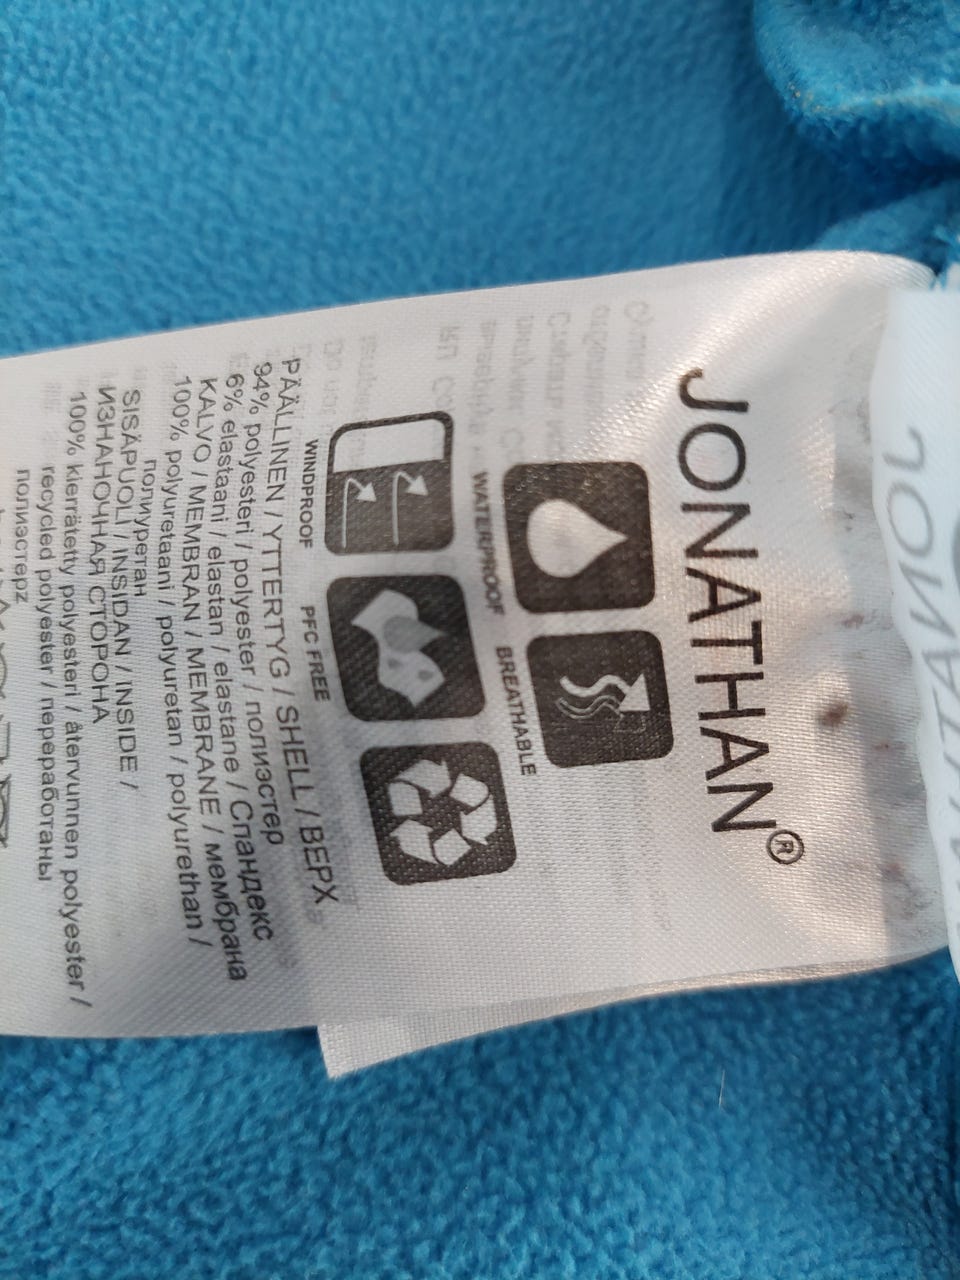 JONATHAN®
WATERPROOF BREATHABLE
WINDPROOF PFC FREE
PÄÄLLINEN / YTTERTYG / SHELL / ВЕРХ
94% polyesteri / polyester / полиэстер
6% elastaani / elastan / elastane / Спандекс
KALVO / MEMBRAN / MEMBRANE / мембрана
100% polyuretaani / polyuretan / polyurethan /
полиуретан
SISÄPUOLI / INSIDAN / INSIDE /
ИЗНАНОЧНАЯ СТОРОНА
100% kierrätetty polyesteri / återvunnen polyester /
recycled polyester / переработаны
полиэстерz